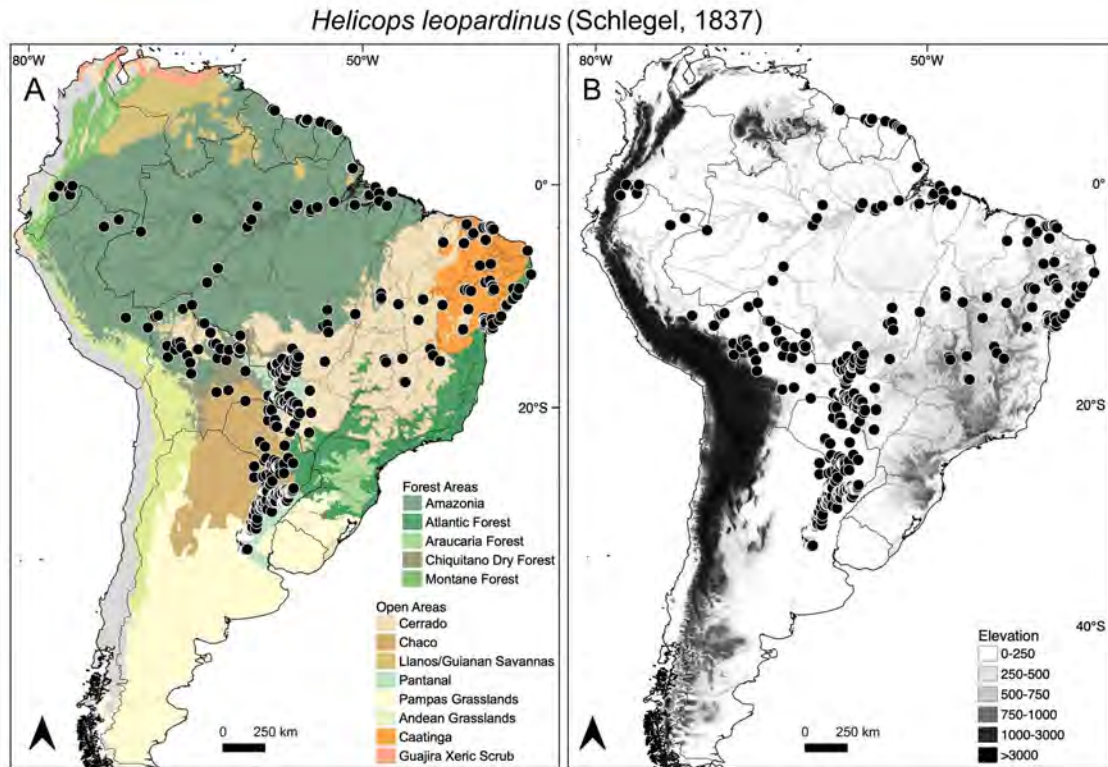 Helicops leopardinus (Schlegel, 1837)
A
80°W
50°W
0°
20°S
Forest Areas
Amazonia
Atlantic Forest
Araucaria Forest
Chiquitano Dry Forest
Montane Forest
Open Areas
Cerrado
Chaco
Llanos/Guianan Savannas
Pantanal
Pampas Grasslands
Andean Grasslands
Caatinga
Guajira Xeric Scrub
0 250 km
B
80°W
50°W
0°
20°S
40°S
Elevation
0-250
250-500
500-750
750-1000
1000-3000
>3000
0 250 km